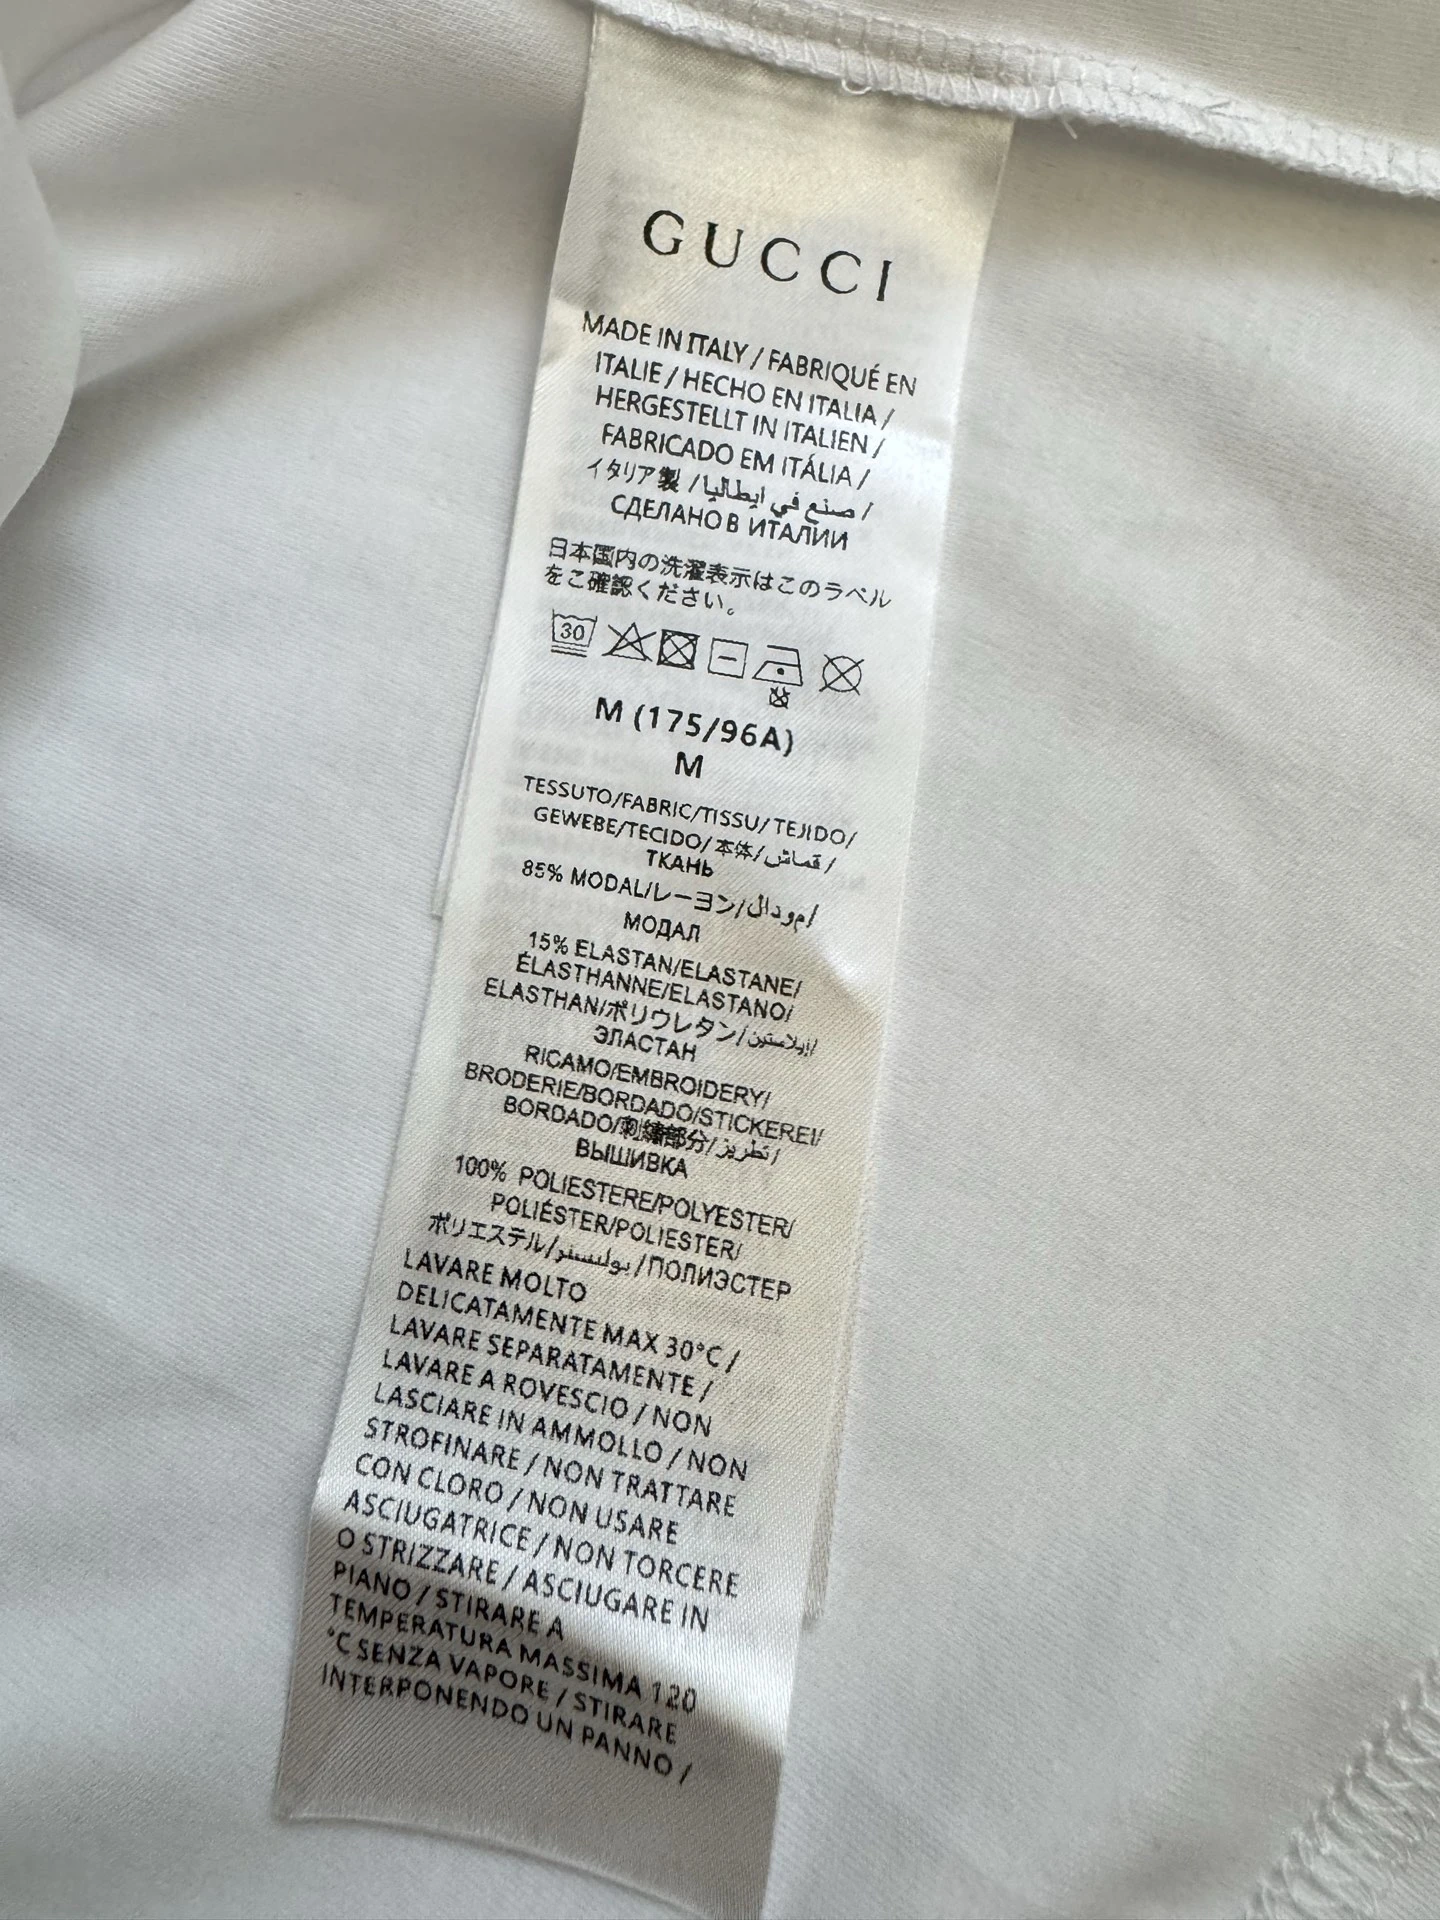 GUCCI
MADE IN ITALY / FABRIQUÉ EN
ITALIE / HECHO EN ITALIA /
HERGESTELLT IN ITALIEN /
FABRICADO EM ITÁLIA /
イタリア製 / صنع في ايطاليا /
СДЕЛАНО В ИТАЛИИ
日本国内の洗濯表示はこのラベル
をご確認ください。
30
M (175/96A)
M
TESSUTO/FABRIC/TISSU/TEJIDO/
GEWEBE/TECIDO/本体/قماش/
ТКАНЬ
85% MODAL/レーヨン/مودال/
МОДАЛ
15% ELASTAN/ELASTANE/
ÉLASTHANNE/ELASTANO/
ELASTHAN/ポリウレタン/إيلاستين/
ЭЛАСТАН
RICAMO/EMBROIDERY/
BRODERIE/BORDADO/STICKEREI/
BORDADO/刺繍部分/تطريز/
ВЫШИВКА
100% POLIESTERE/POLYESTER/
POLIÉSTER/POLIESTER/
ポリエステル/بوليستر/ПОЛИЭСТЕР
LAVARE MOLTO
DELICATAMENTE MAX 30°C /
LAVARE SEPARATAMENTE /
LAVARE A ROVESCIO / NON
LASCIARE IN AMMOLLO / NON
STROFINARE / NON TRATTARE
CON CLORO / NON USARE
ASCIUGATRICE / NON TORCERE
O STRIZZARE / ASCIUGARE IN
PIANO / STIRARE A
TEMPERATURA MASSIMA 120
°C SENZA VAPORE / STIRARE
INTERPONENDO UN PANNO /